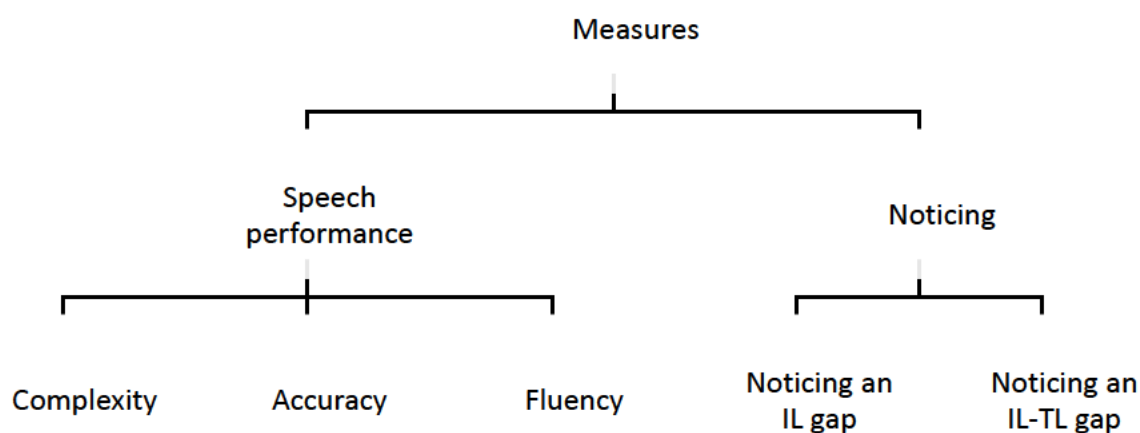 Measures
Speech
performance
Noticing
Complexity
Accuracy
Fluency
Noticing an
IL gap
Noticing an
IL-TL gap